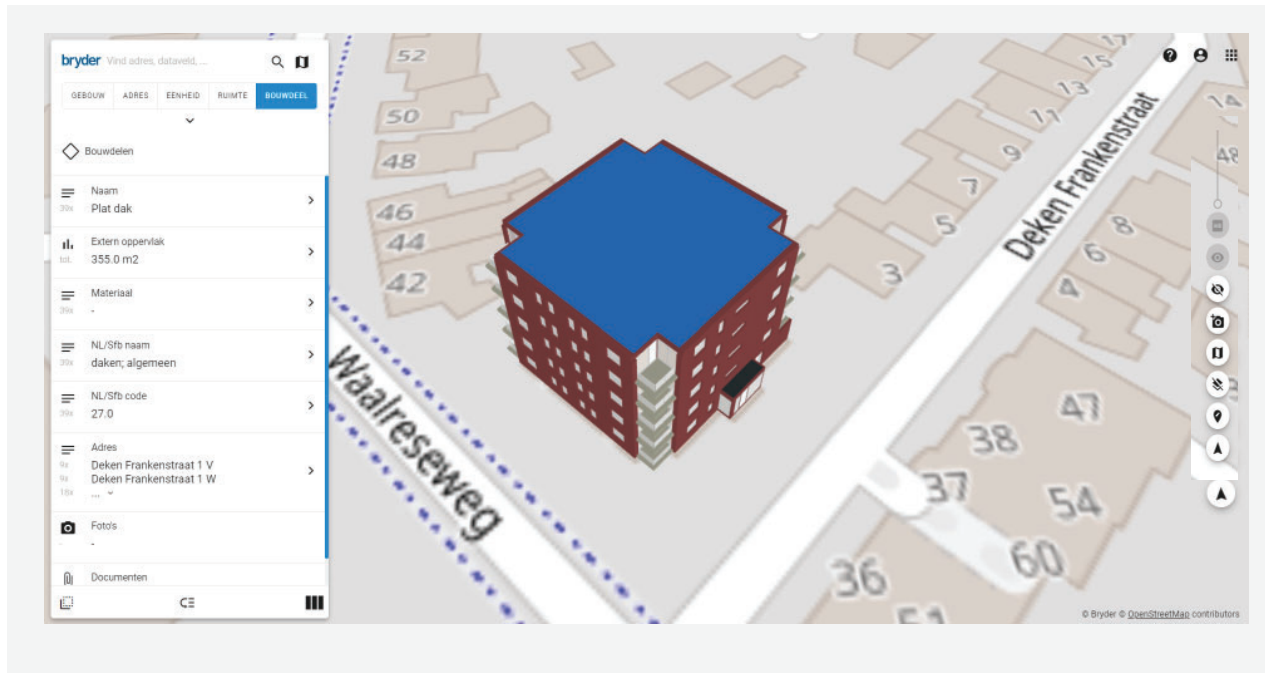 bryder Vind adres, dataveld, ...
GEBOUW ADRES EENHEID RUIMTE BOUWDEEL
Bouwdelen
Naam
39x Plat dak
Extern oppervlak
tot. 355.0 m2
Materiaal
39x -
NL/Sfb naam
39x daken; algemeen
NL/Sfb code
39x 27.0
Adres
9x Deken Frankenstraat 1 V
9x Deken Frankenstraat 1 W
18x ...
Foto's
- -
Documenten
52
50
48
46
44
42
15
13
11
9
7
5
3
14
48
8
6
4
Deken Frankenstraat
Waalreseweg
47
38
37
54
60
36
51
© Bryder © OpenStreetMap contributors